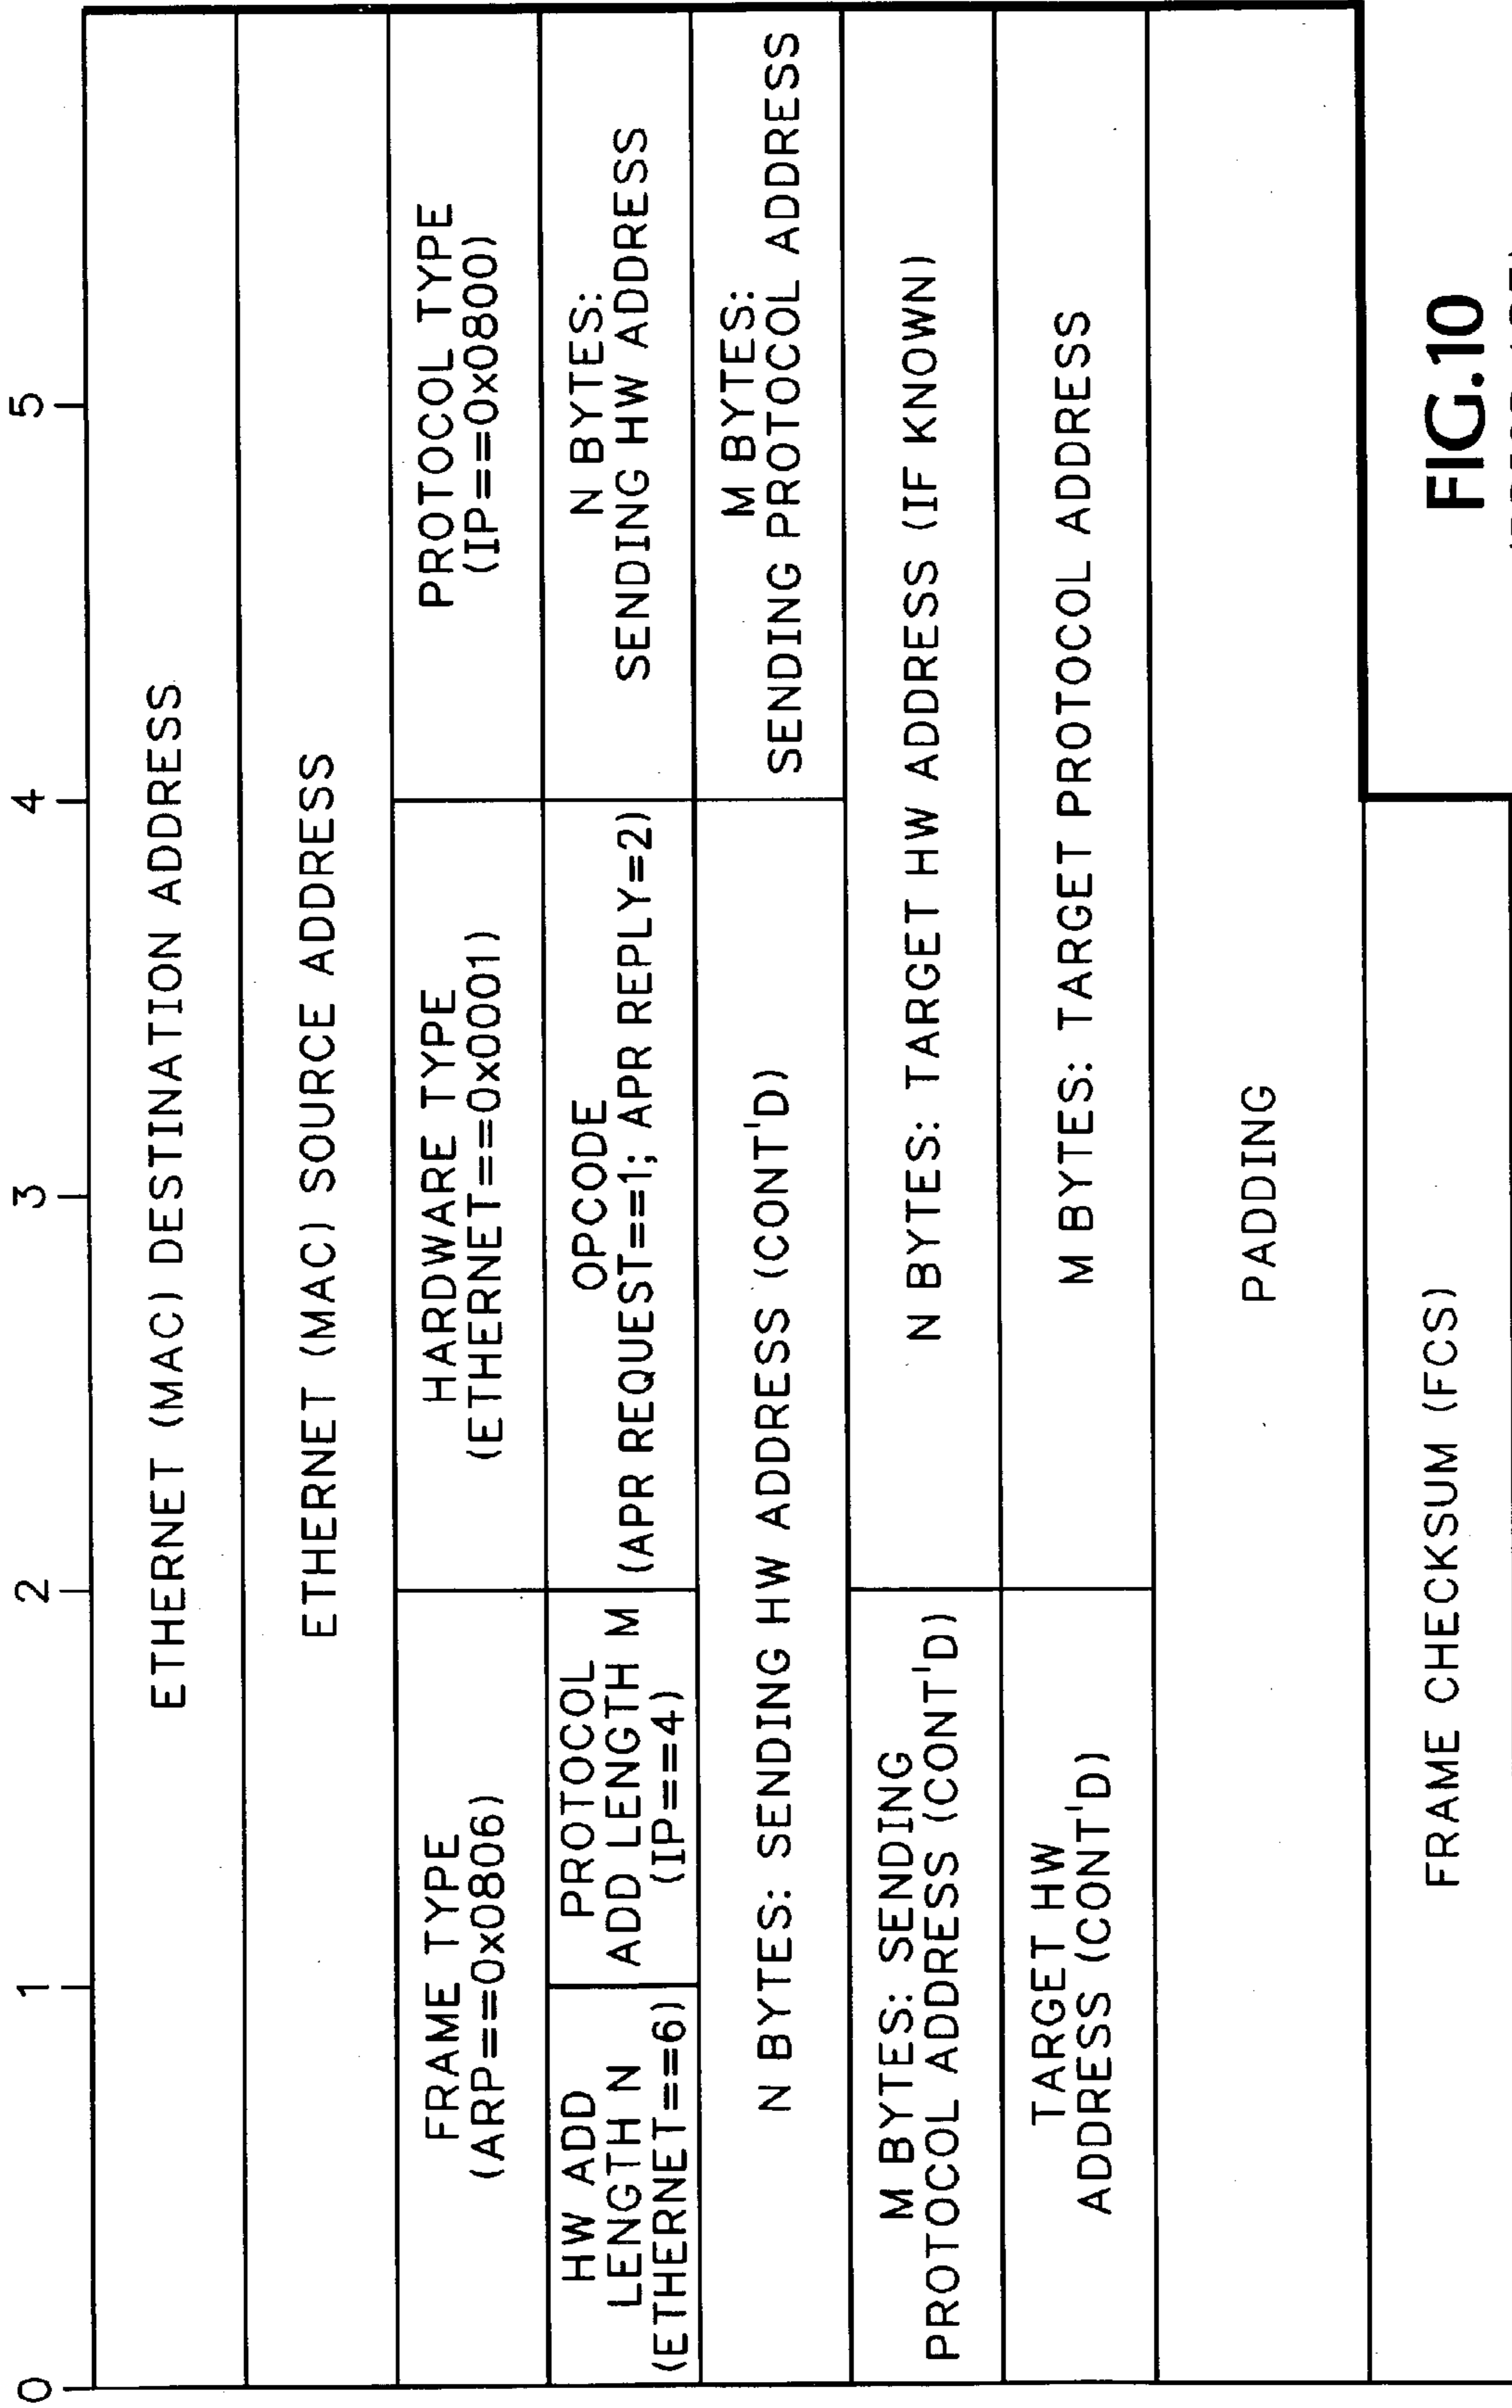 0 1 2 3 4 5
ETHERNET (MAC) DESTINATION ADDRESS
ETHERNET (MAC) SOURCE ADDRESS
FRAME TYPE
(ARP==0x0806)
HARDWARE TYPE
(ETHERNET==0x0001)
PROTOCOL TYPE
(IP==0x0800)
HW ADD
LENGTH N
(ETHERNET==6)
PROTOCOL
ADD LENGTH M
(IP==4)
OPCODE
(APR REQUEST==1; APR REPLY=2)
N BYTES:
SENDING HW ADDRESS
N BYTES: SENDING HW ADDRESS (CONT'D)
M BYTES:
SENDING PROTOCOL ADDRESS
M BYTES: SENDING
PROTOCOL ADDRESS (CONT'D)
N BYTES: TARGET HW ADDRESS (IF KNOWN)
TARGET HW
ADDRESS (CONT'D)
M BYTES: TARGET PROTOCOL ADDRESS
PADDING
FRAME CHECKSUM (FCS)
FIG.10